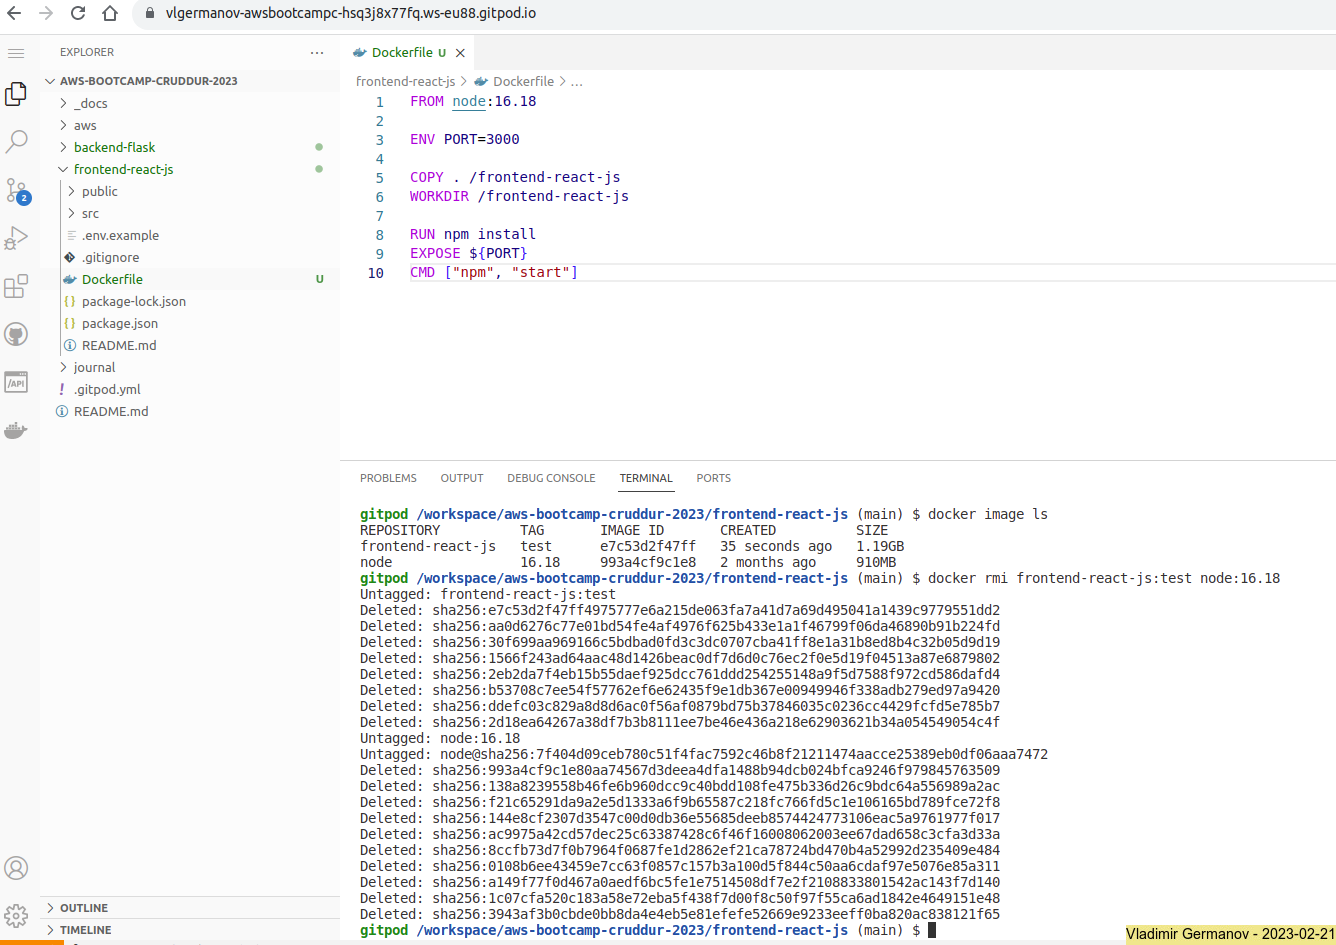 vlgermanov-awsbootcampc-hsq3j8x77fq.ws-eu88.gitpod.io
EXPLORER
AWS-BOOTCAMP-CRUDDUR-2023
_docs
aws
backend-flask
frontend-react-js
public
src
.env.example
.gitignore
Dockerfile U
package-lock.json
package.json
README.md
journal
.gitpod.yml
README.md
OUTLINE
TIMELINE
2
Dockerfile U
frontend-react-js > Dockerfile > ...
1 FROM node:16.18
2
3 ENV PORT=3000
4
5 COPY . /frontend-react-js
6 WORKDIR /frontend-react-js
7
8 RUN npm install
9 EXPOSE ${PORT}
10 CMD ["npm", "start"]
PROBLEMS OUTPUT DEBUG CONSOLE TERMINAL PORTS
gitpod /workspace/aws-bootcamp-cruddur-2023/frontend-react-js (main) $ docker image ls
REPOSITORY TAG IMAGE ID CREATED SIZE
frontend-react-js test e7c53d2f47ff 35 seconds ago 1.19GB
node 16.18 993a4cf9c1e8 2 months ago 910MB
gitpod /workspace/aws-bootcamp-cruddur-2023/frontend-react-js (main) $ docker rmi frontend-react-js:test node:16.18
Untagged: frontend-react-js:test
Deleted: sha256:e7c53d2f47ff4975777e6a215de063fa7a41d7a69d495041a1439c9779551dd2
Deleted: sha256:aa0d6276c77e01bd54fe4af4976f625b433e1a1f46799f06da46890b91b224fd
Deleted: sha256:30f699aa969166c5bdbad0fd3c3dc0707cba41ff8e1a31b8ed8b4c32b05d9d19
Deleted: sha256:1566f243ad64aac48d1426beac0df7d6d0c76ec2f0e5d19f04513a87e6879802
Deleted: sha256:2eb2da7f4eb15b55daef925dcc761ddd254255148a9f5d7588f972cd586dafd4
Deleted: sha256:b53708c7ee54f57762ef6e62435f9e1db367e00949946f338adb279ed97a9420
Deleted: sha256:ddefc03c829a8d8d6ac0f56af0879bd75b37846035c0236cc4429fcfd5e785b7
Deleted: sha256:2d18ea64267a38df7b3b8111ee7be46e436a218e62903621b34a054549054c4f
Untagged: node:16.18
Untagged: node@sha256:7f404d09ceb780c51f4fac7592c46b8f21211474aacce25389eb0df06aaa7472
Deleted: sha256:993a4cf9c1e80aa74567d3deea4dfa1488b94dcb024bfca9246f979845763509
Deleted: sha256:138a8239558b46fe6b960dcc9c40bdd108fe475b336d26c9bdc64a556989a2ac
Deleted: sha256:f21c65291da9a2e5d1333a6f9b65587c218fc766fd5c1e106165bd789fce72f8
Deleted: sha256:144e8cf2307d3547c00d0db36e55685deeb8574424773106eac5a9761977f017
Deleted: sha256:ac9975a42cd57dec25c63387428c6f46f16008062003ee67dad658c3cfa3d33a
Deleted: sha256:8ccfb73d7f0b7964f0687fe1d2862ef21ca78724bd470b4a52992d235409e484
Deleted: sha256:0108b6ee43459e7cc63f0857c157b3a100d5f844c50aa6cdaf97e5076e85a311
Deleted: sha256:a149f77f0d467a0aedf6bc5fe1e7514508df7e2f2108833801542ac143f7d140
Deleted: sha256:1c07cfa520c183a58e72eba5f438f7d00f8c50f97f55ca6ad1842e4649151e48
Deleted: sha256:3943af3b0cbde0bb8da4e4eb5e81efefe52669e9233eeff0ba820ac838121f65
gitpod /workspace/aws-bootcamp-cruddur-2023/frontend-react-js (main) $
Vladimir Germanov - 2023-02-21